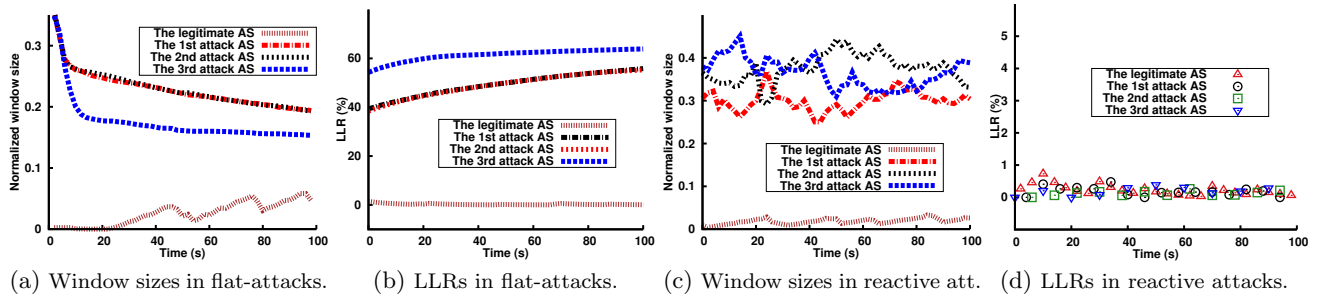 Normalized window size
0.3
0.2
0.1
0
0 20 40 60 80 100
Time (s)
The legitimate AS
The 1st attack AS
The 2nd attack AS
The 3rd attack AS
(a) Window sizes in flat-attacks.
LLR (%)
60
40
20
0
0 20 40 60 80 100
Time (s)
The legitimate AS
The 1st attack AS
The 2nd attack AS
The 3rd attack AS
(b) LLRs in flat-attacks.
Normalized window size
0.5
0.4
0.3
0.2
0.1
0
0 20 40 60 80 100
Time (s)
The legitimate AS
The 1st attack AS
The 2nd attack AS
The 3rd attack AS
(c) Window sizes in reactive att.
LLR (%)
5
4
3
2
1
0
0 20 40 60 80 100
Time (s)
The legitimate AS
The 1st attack AS
The 2nd attack AS
The 3rd attack AS
(d) LLRs in reactive attacks.